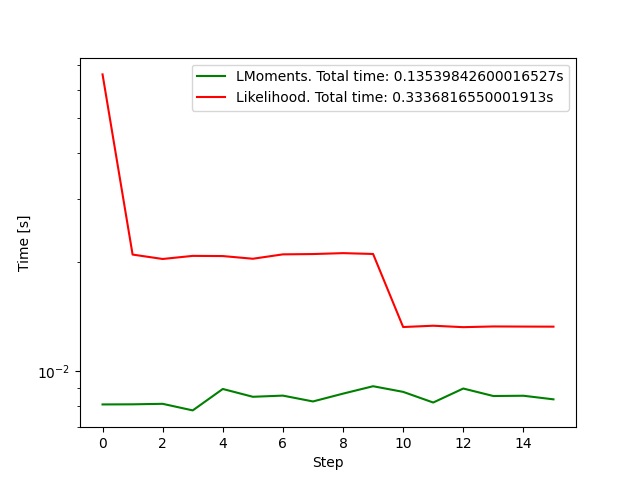 LMoments. Total time: 0.13539842600016527s
Likelihood. Total time: 0.3336816550001913s
Time [s]
10⁻²
0 2 4 6 8 10 12 14
Step